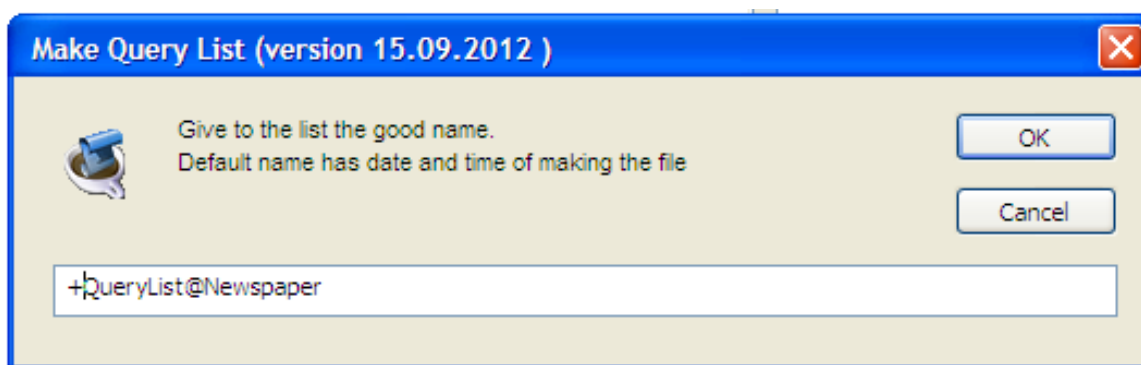 Make Query List (version 15.09.2012 )
Give to the list the good name.
Default name has date and time of making the file
OK
Cancel
+QueryList@Newspaper